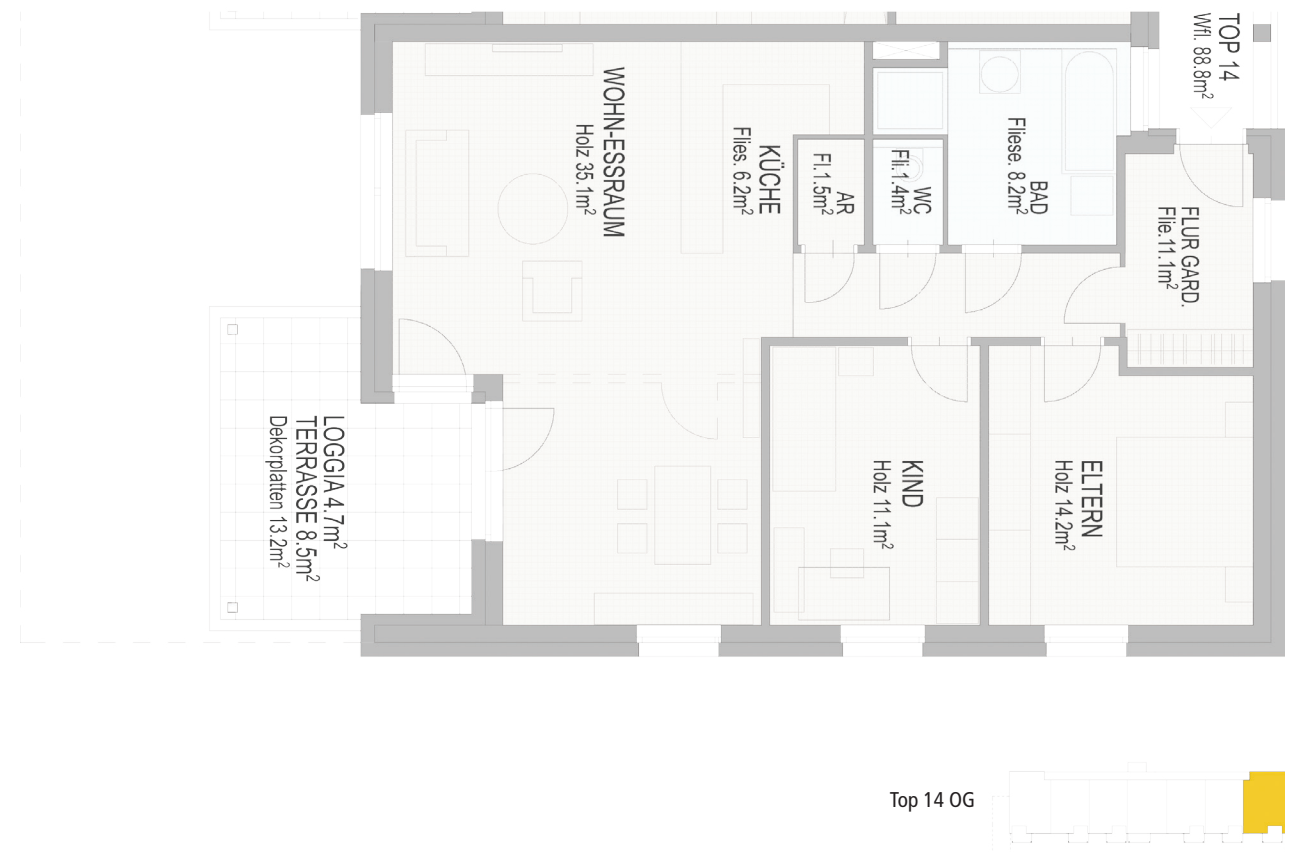 TOP 14
Wfl. 88.8m²
WOHN-ESSRAUM
Holz 35.1m²
KÜCHE
Flies. 6.2m²
AR
Fl.1.5m²
WC
Fli.1.4m²
BAD
Fliese. 8.2m²
FLUR GARD.
Flie.11.1m²
LOGGIA 4.7m²
TERRASSE 8.5m²
Dekorplatten 13.2m²
KIND
Holz 11.1m²
ELTERN
Holz 14.2m²
Top 14 OG